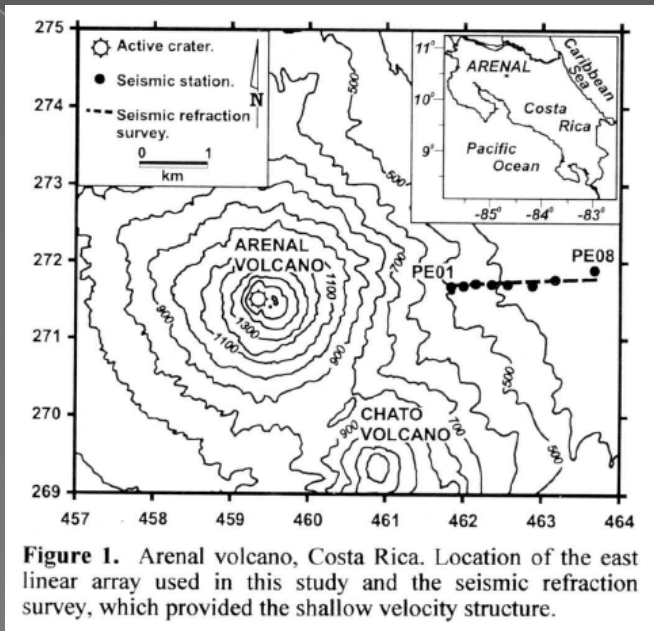 275
274
273
272
271
270
269
457
458
459
460
461
462
463
464
Active crater.
Seismic station.
Seismic refraction
survey.
N
0
1
km
11°
10°
9°
-85°
-84°
-83°
ARENAL
Caribbean
Sea
Costa
Rica
Pacific
Ocean
500
500
700
ARENAL
VOLCANO
1100
1300
1100
900
900
900
PE01
PE08
500
CHATO
VOLCANO
900
700
500
Figure 1. Arenal volcano, Costa Rica. Location of the east
linear array used in this study and the seismic refraction
survey, which provided the shallow velocity structure.